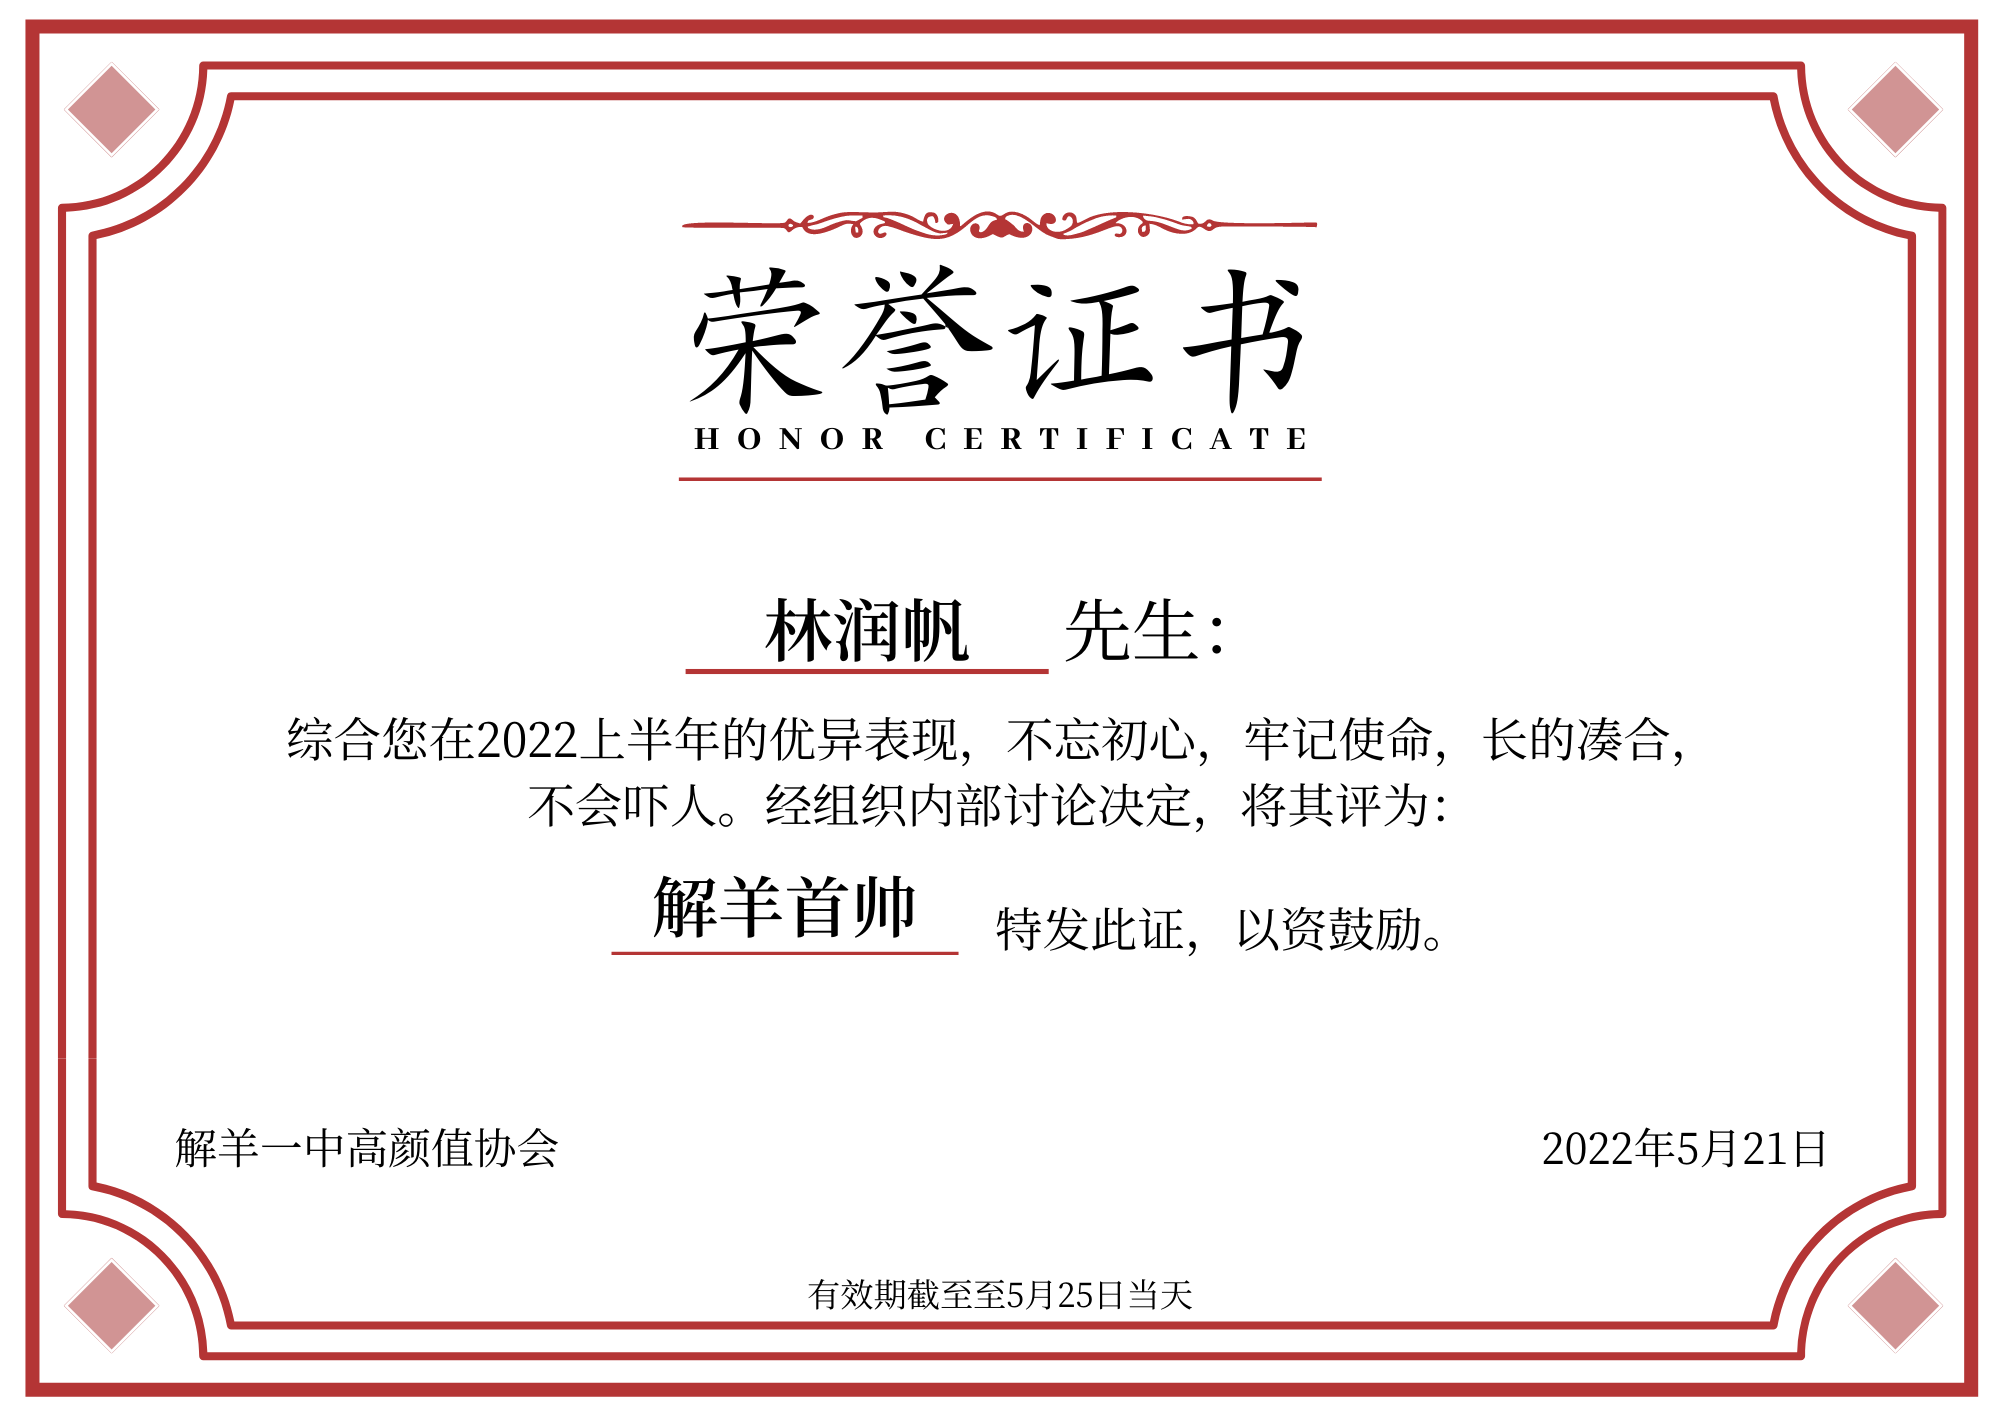 荣誉证书
HONOR CERTIFICATE
林润帆 先生：
综合您在2022上半年的优异表现，不忘初心，牢记使命，长的凑合，
不会吓人。经组织内部讨论决定，将其评为：
解羊首帅 特发此证，以资鼓励。
解羊一中高颜值协会 2022年5月21日
有效期截至至5月25日当天